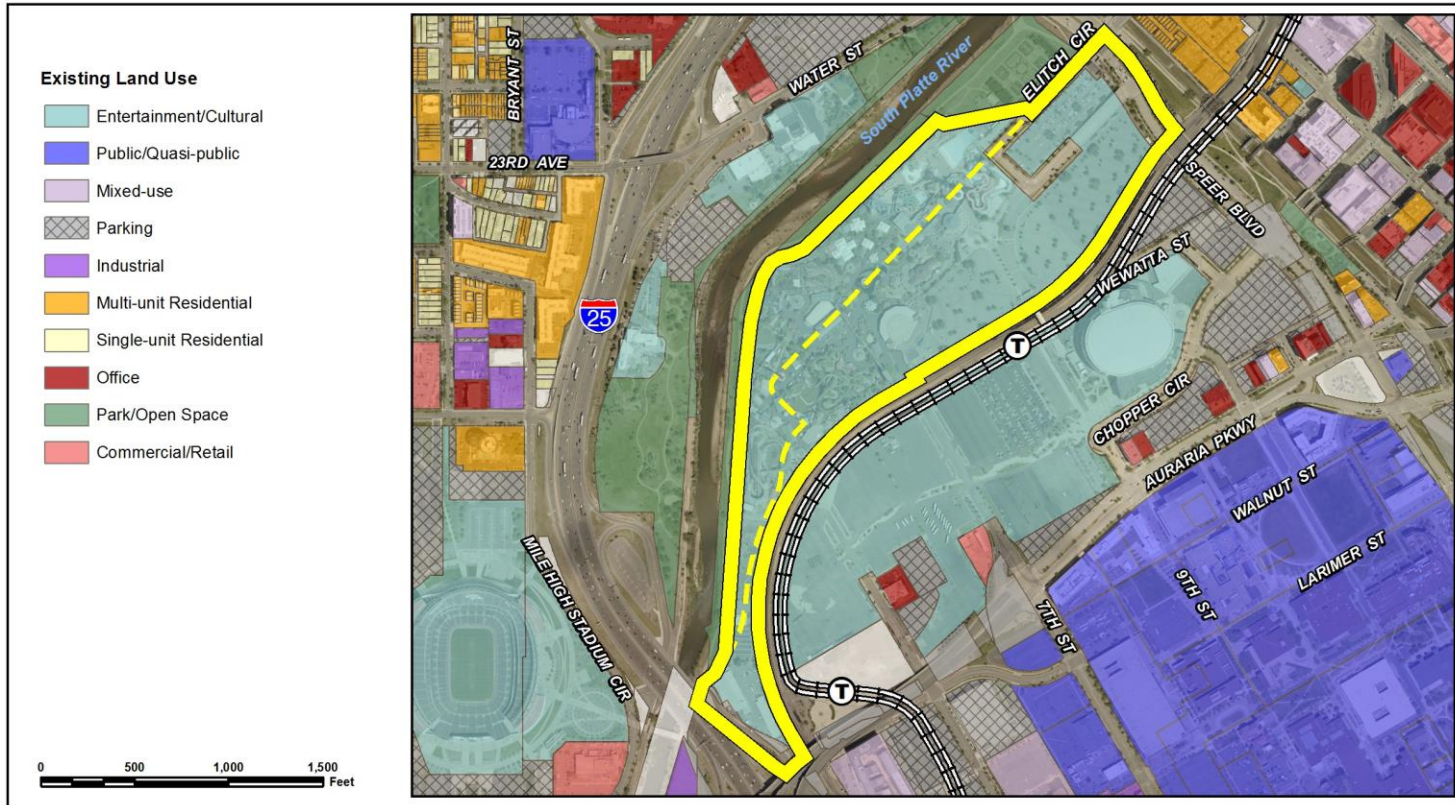 Existing Land Use
Entertainment/Cultural
Public/Quasi-public
Mixed-use
Parking
Industrial
Multi-unit Residential
Single-unit Residential
Office
Park/Open Space
Commercial/Retail
0 500 1,000 1,500
Feet
BRYANT ST
WATER ST
South Platte River
ELITCH CIR
23RD AVE
SPEER BLVD
WEWATTA ST
25
T
CHOPPER CIR
AURARIA PKWY
WALNUT ST
LARIMER ST
9TH ST
7TH ST
MILE HIGH STADIUM CIR
T